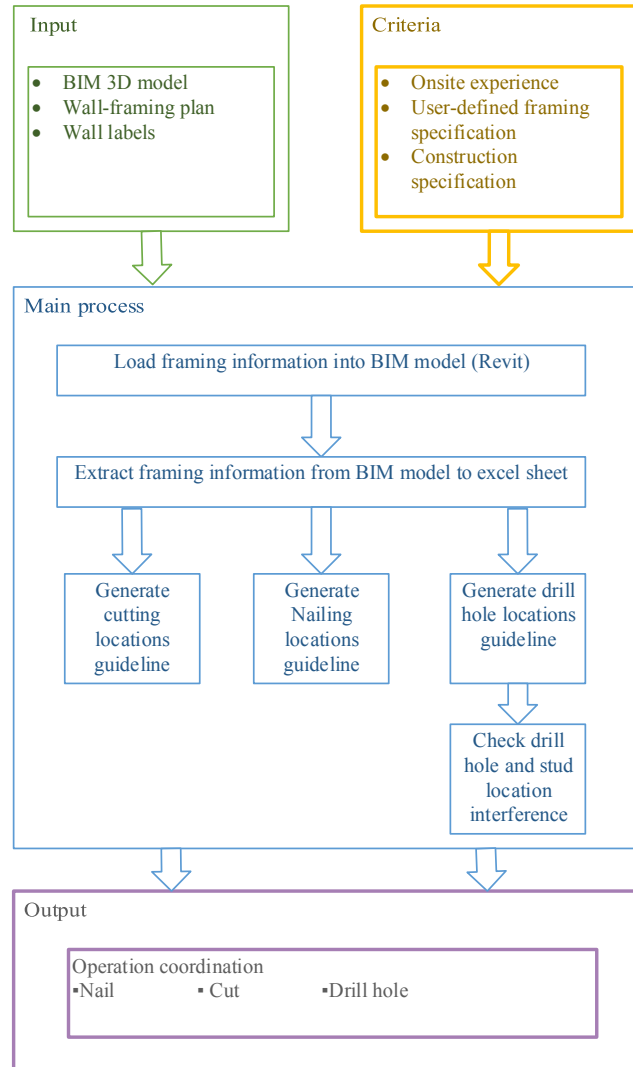 Input
● BIM 3D model
● Wall-framing plan
● Wall labels
Criteria
● Onsite experience
● User-defined framing
specification
● Construction
specification
Main process
Load framing information into BIM model (Revit)
Extract framing information from BIM model to excel sheet
Generate
cutting
locations
guideline
Generate
Nailing
locations
guideline
Generate drill
hole locations
guideline
Check drill
hole and stud
location
interference
Output
Operation coordination
▪Nail ▪ Cut ▪Drill hole